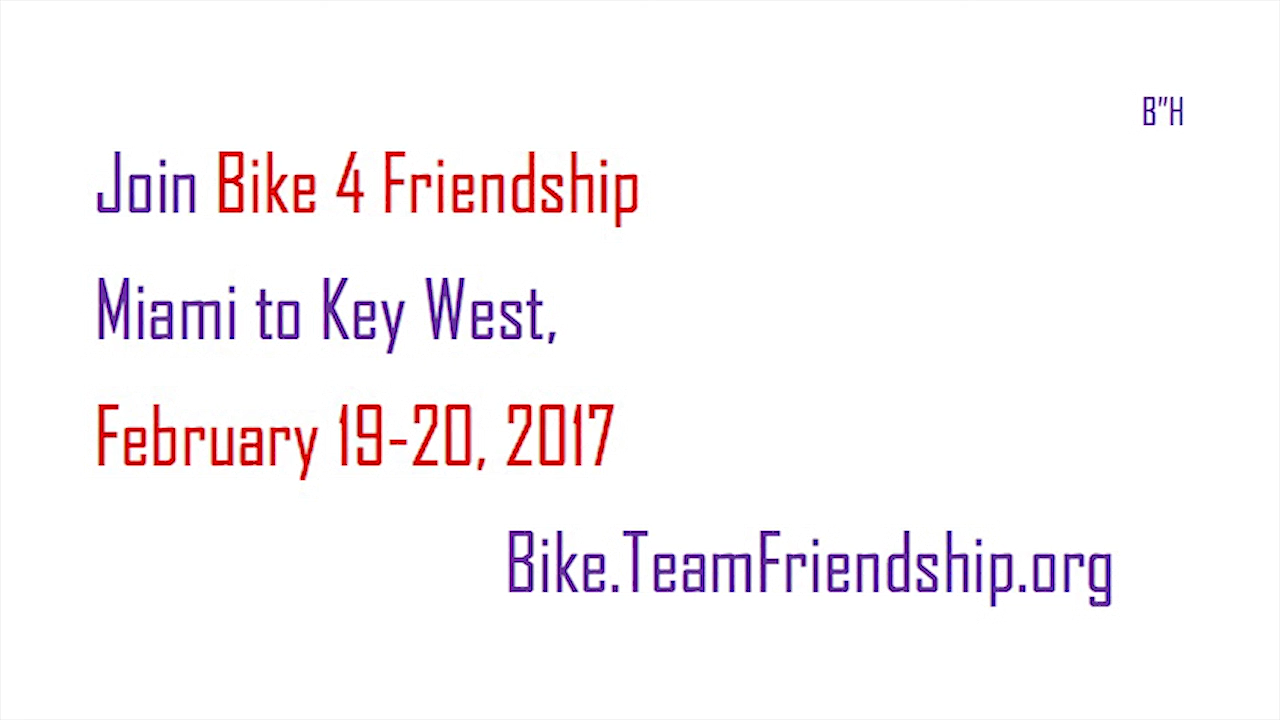 B"H
Join Bike 4 Friendship
Miami to Key West,
February 19-20, 2017
Bike.TeamFriendship.org